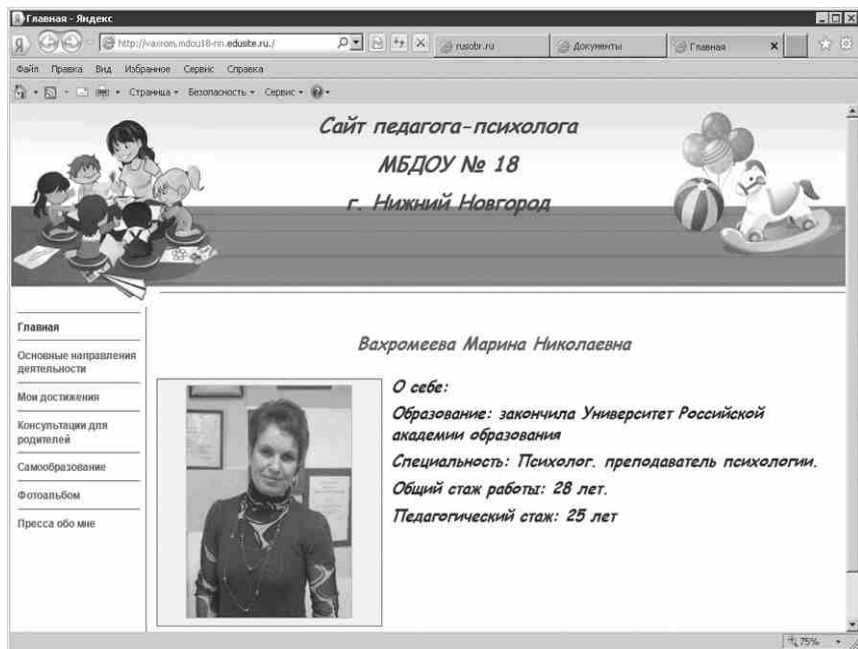 Главная - Яндекс
http://vaxrom.mdou18-nn.edusite.ru./
rusobr.ru
Документы
Главная
Файл Правка Вид Избранное Сервис Справка
Страница Безопасность Сервис
Сайт педагога-психолога
МБДОУ № 18
г. Нижний Новгород
Главная
Основные направления
деятельности
Мои достижения
Консультации для
родителей
Самообразование
Фотоальбом
Пресса обо мне
Вахромеева Марина Николаевна
О себе:
Образование: закончила Университет Российской
академии образования
Специальность: Психолог. преподаватель психологии.
Общий стаж работы: 28 лет.
Педагогический стаж: 25 лет
75%